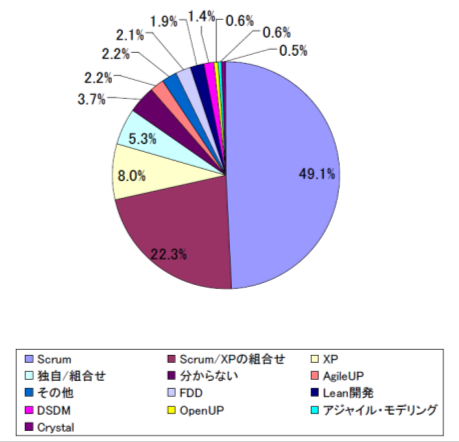 1.4%
0.6%
1.9%
0.6%
2.1%
0.5%
2.2%
2.2%
3.7%
5.3%
8.0%
49.1%
22.3%
Scrum Scrum/XPの組合せ XP
独自/組合せ 分からない AgileUP
その他 FDD Lean開発
DSDM OpenUP アジャイル・モデリング
Crystal